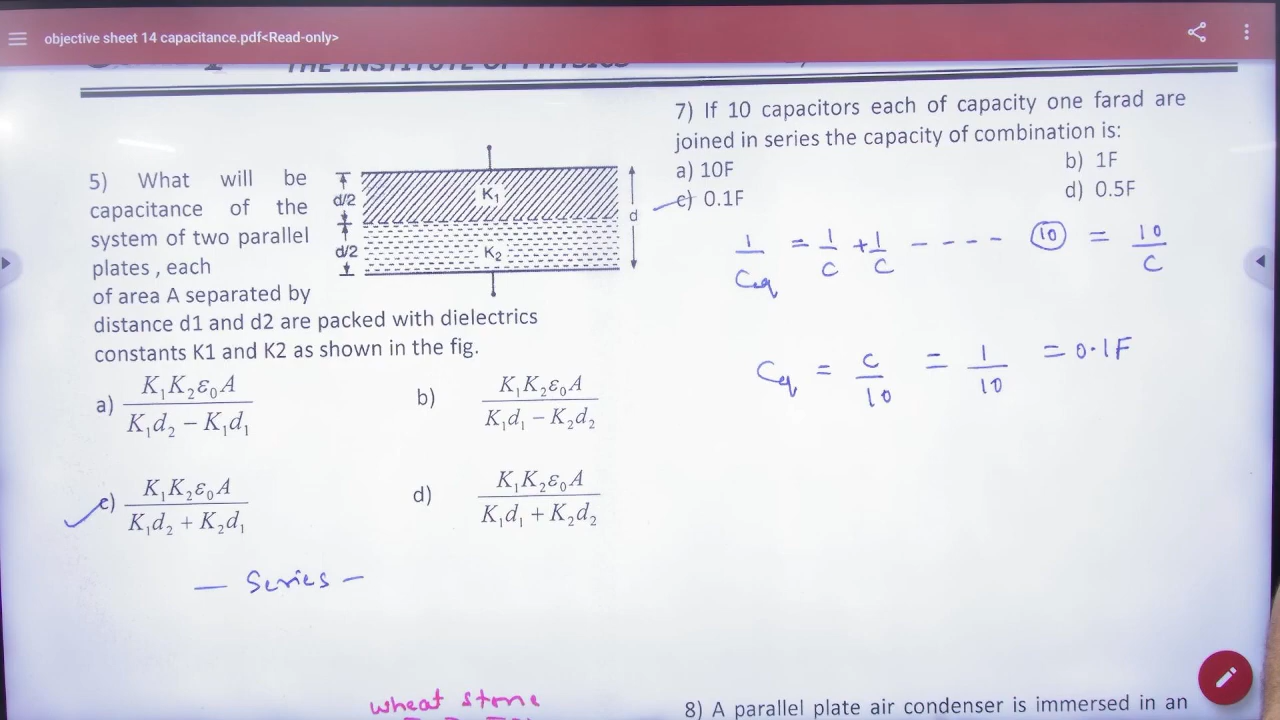 objective sheet 14 capacitance.pdf<Read-only>
THE INSTITUTE OF PHYSICS
5) What will be
capacitance of the
system of two parallel
plates , each
of area A separated by
distance d1 and d2 are packed with dielectrics
constants K1 and K2 as shown in the fig.
d/2
d/2
K₁
K₂
d
a) K₁K₂ε₀A / K₁d₂ − K₁d₁
b) K₁K₂ε₀A / K₁d₁ − K₂d₂
c) K₁K₂ε₀A / K₁d₂ + K₂d₁
d) K₁K₂ε₀A / K₁d₁ + K₂d₂
— Series —
wheat stone
7) If 10 capacitors each of capacity one farad are
joined in series the capacity of combination is:
a) 10F
b) 1F
c) 0.1F
d) 0.5F
1/Ceq = 1/C + 1/C - - - - 10 = 10/C
Ceq = C/10 = 1/10 = 0.1F
8) A parallel plate air condenser is immersed in an